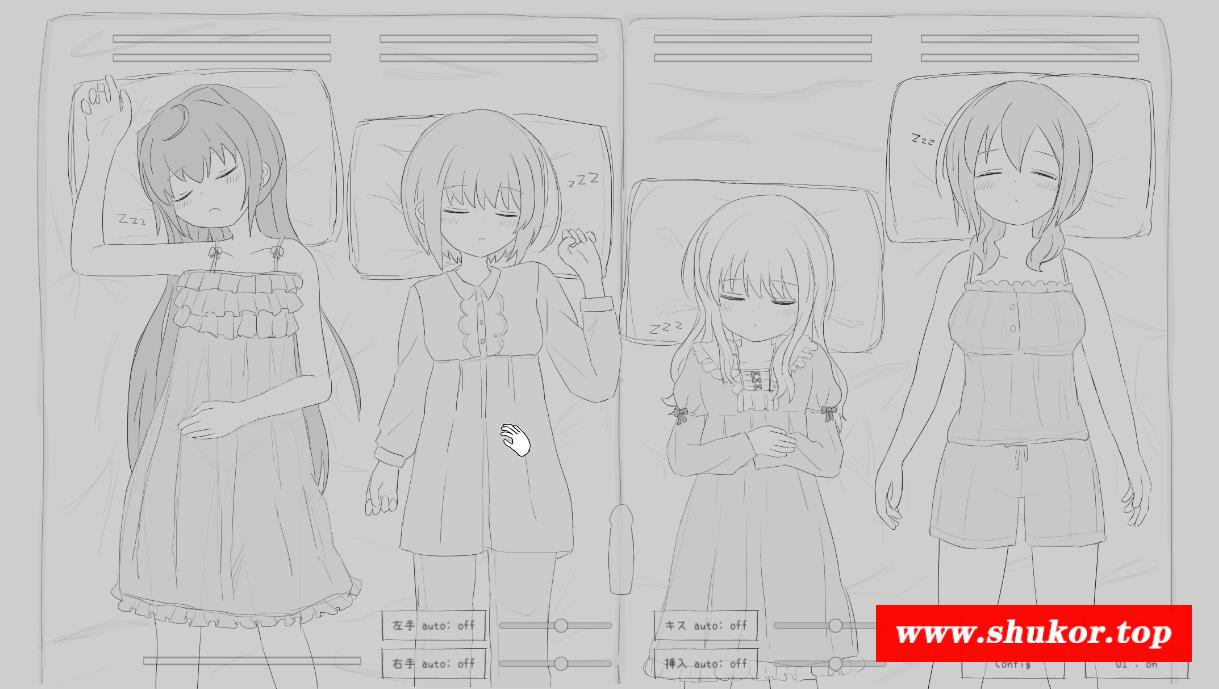 zzz
zzz
zzz
zzz
左手 auto: off
キス auto: off
www.shukor.top
右手 auto: off
挿入 auto: off
Config
UI : on